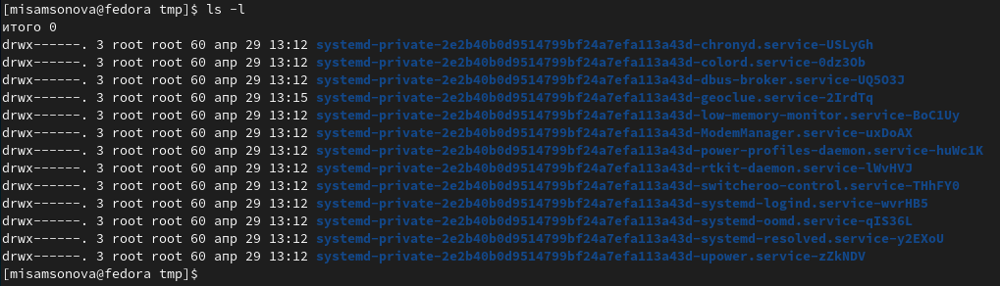 [misamsonova@fedora tmp]$ ls -l
итого 0
drwx------. 3 root root 60 апр 29 13:12 systemd-private-2e2b40b0d9514799bf24a7efa113a43d-chronyd.service-USLyGh
drwx------. 3 root root 60 апр 29 13:12 systemd-private-2e2b40b0d9514799bf24a7efa113a43d-colord.service-0dz3Ob
drwx------. 3 root root 60 апр 29 13:12 systemd-private-2e2b40b0d9514799bf24a7efa113a43d-dbus-broker.service-UQ5O3J
drwx------. 3 root root 60 апр 29 13:15 systemd-private-2e2b40b0d9514799bf24a7efa113a43d-geoclue.service-2IrdTq
drwx------. 3 root root 60 апр 29 13:12 systemd-private-2e2b40b0d9514799bf24a7efa113a43d-low-memory-monitor.service-BoC1Uy
drwx------. 3 root root 60 апр 29 13:12 systemd-private-2e2b40b0d9514799bf24a7efa113a43d-ModemManager.service-uxDoAX
drwx------. 3 root root 60 апр 29 13:12 systemd-private-2e2b40b0d9514799bf24a7efa113a43d-power-profiles-daemon.service-huWc1K
drwx------. 3 root root 60 апр 29 13:12 systemd-private-2e2b40b0d9514799bf24a7efa113a43d-rtkit-daemon.service-lWvHVJ
drwx------. 3 root root 60 апр 29 13:12 systemd-private-2e2b40b0d9514799bf24a7efa113a43d-switcheroo-control.service-THhFY0
drwx------. 3 root root 60 апр 29 13:12 systemd-private-2e2b40b0d9514799bf24a7efa113a43d-systemd-logind.service-wvrHB5
drwx------. 3 root root 60 апр 29 13:12 systemd-private-2e2b40b0d9514799bf24a7efa113a43d-systemd-oomd.service-qIS36L
drwx------. 3 root root 60 апр 29 13:12 systemd-private-2e2b40b0d9514799bf24a7efa113a43d-systemd-resolved.service-y2EXoU
drwx------. 3 root root 60 апр 29 13:12 systemd-private-2e2b40b0d9514799bf24a7efa113a43d-upower.service-zZkNDV
[misamsonova@fedora tmp]$